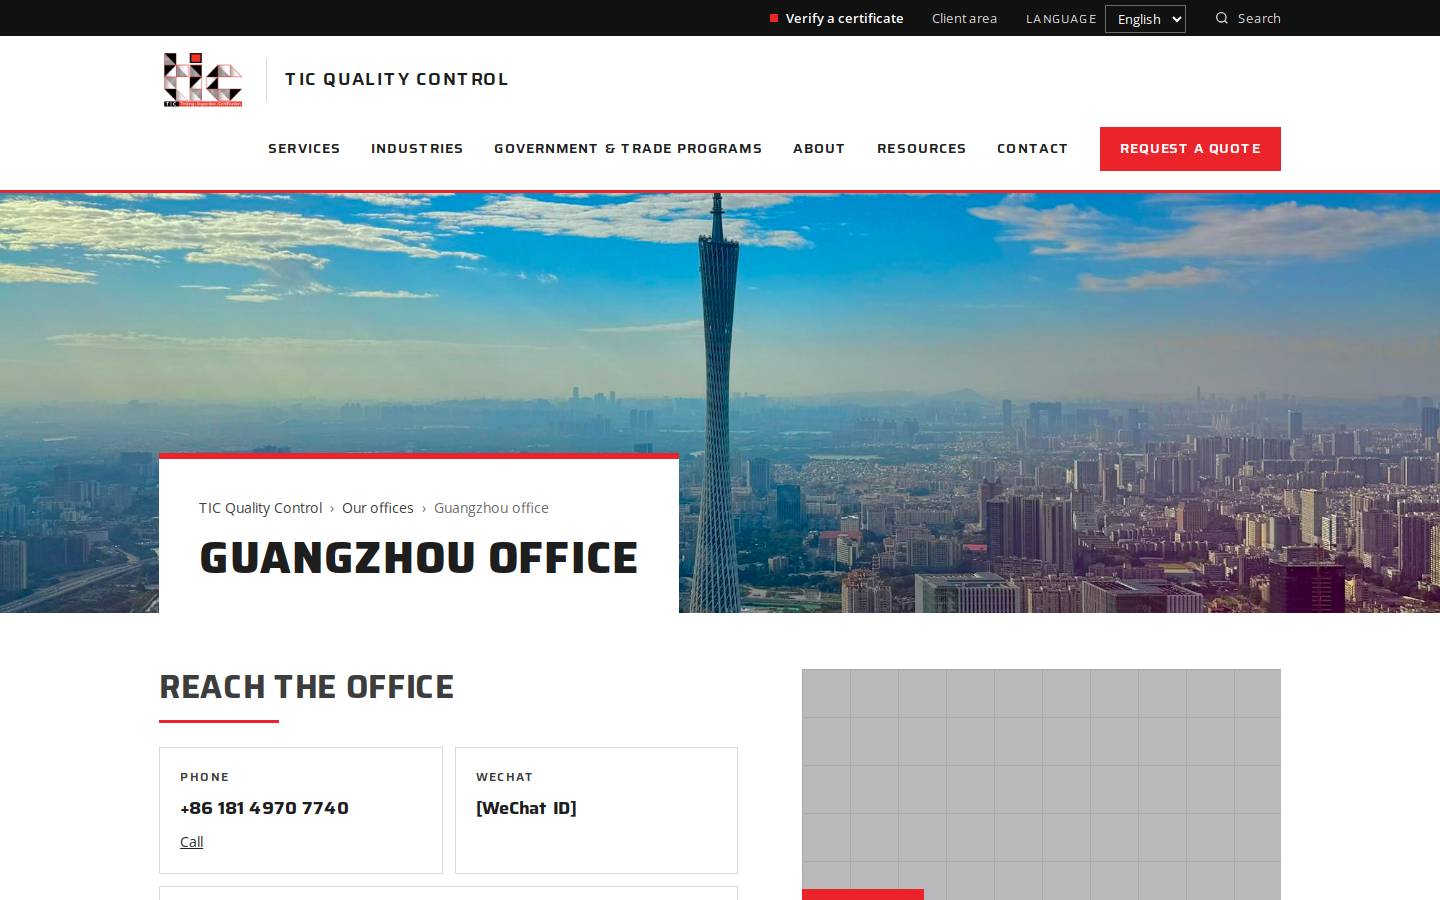 Verify a certificate
Client area
LANGUAGE
English
Search
tic
TIC QUALITY CONTROL
SERVICES
INDUSTRIES
GOVERNMENT & TRADE PROGRAMS
ABOUT
RESOURCES
CONTACT
REQUEST A QUOTE
TIC Quality Control › Our offices › Guangzhou office
GUANGZHOU OFFICE
REACH THE OFFICE
PHONE
+86 181 4970 7740
Call
WECHAT
[WeChat ID]